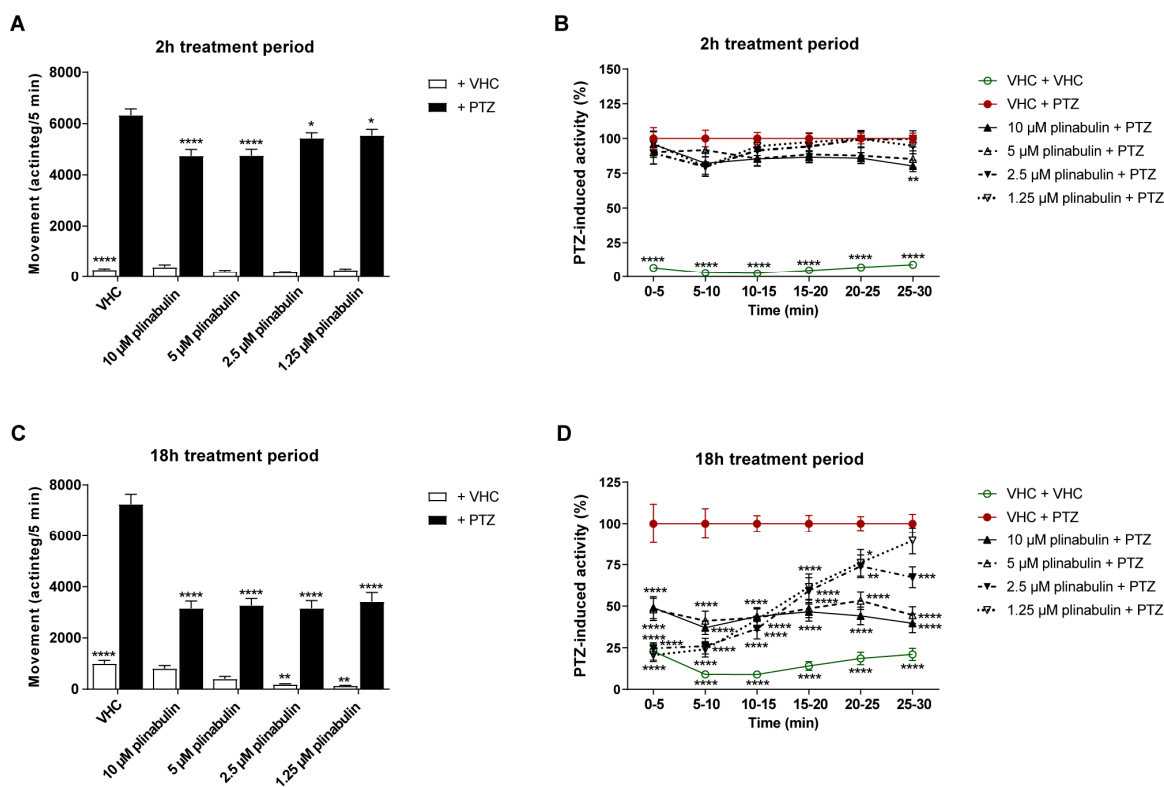 A
2h treatment period
Movement (actinteg/5 min)
8000
6000
4000
2000
0
****
****
****
*
*
VHC
10 µM plinabulin
5 µM plinabulin
2.5 µM plinabulin
1.25 µM plinabulin
+ VHC
+ PTZ
B
2h treatment period
PTZ-induced activity (%)
150
125
100
75
50
25
0
**
**** **** **** **** **** ****
0-5 5-10 10-15 15-20 20-25 25-30
Time (min)
VHC + VHC
VHC + PTZ
10 µM plinabulin + PTZ
5 µM plinabulin + PTZ
2.5 µM plinabulin + PTZ
1.25 µM plinabulin + PTZ
C
18h treatment period
Movement (actinteg/5 min)
8000
6000
4000
2000
0
****
****
****
**
****
**
****
VHC
10 µM plinabulin
5 µM plinabulin
2.5 µM plinabulin
1.25 µM plinabulin
+ VHC
+ PTZ
D
18h treatment period
PTZ-induced activity (%)
125
100
75
50
25
0
*
**** ** ***
**** **** **** **** **** ****
**** **** **** **** **** ****
**** **** ****
**** **** ****
**** **** **** **** ****
0-5 5-10 10-15 15-20 20-25 25-30
Time (min)
VHC + VHC
VHC + PTZ
10 µM plinabulin + PTZ
5 µM plinabulin + PTZ
2.5 µM plinabulin + PTZ
1.25 µM plinabulin + PTZ